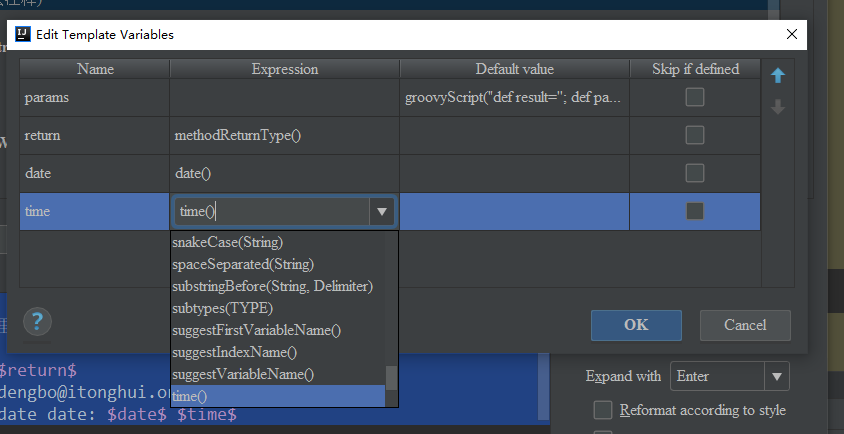 Edit Template Variables
Name Expression Default value Skip if defined
params groovyScript("def result=''; def pa...
return methodReturnType()
date date()
time time()
snakeCase(String)
spaceSeparated(String)
substringBefore(String, Delimiter)
subtypes(TYPE)
suggestFirstVariableName()
suggestIndexName()
suggestVariableName()
time()
?
OK Cancel
$return$
dengbo@itonghui.or
date date: $date$ $time$
Expand with Enter
Reformat according to style